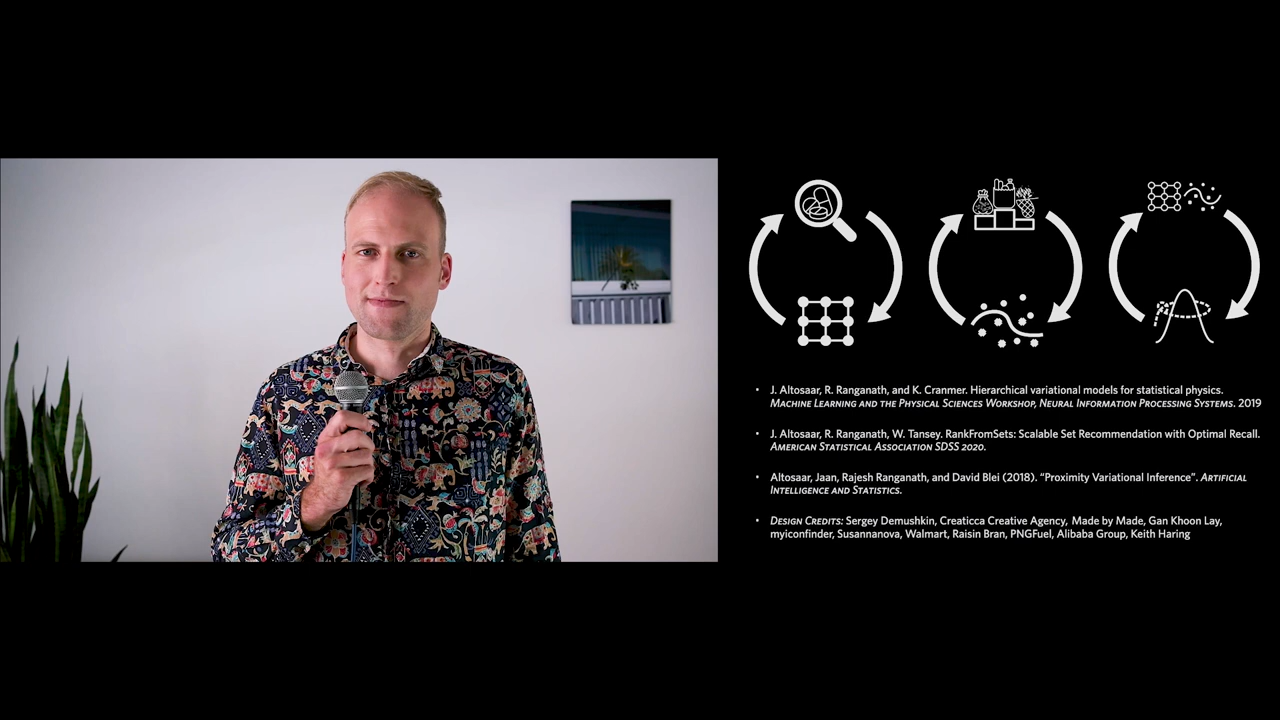 • J. Altosaar, R. Ranganath, and K. Cranmer. Hierarchical variational models for statistical physics.
Machine Learning and the Physical Sciences Workshop, Neural Information Processing Systems. 2019
• J. Altosaar, R. Ranganath, W. Tansey. RankFromSets: Scalable Set Recommendation with Optimal Recall.
American Statistical Association SDSS 2020.
• Altosaar, Jaan, Rajesh Ranganath, and David Blei (2018). “Proximity Variational Inference”. Artificial
Intelligence and Statistics.
• Design Credits: Sergey Demushkin, Creaticca Creative Agency, Made by Made, Gan Khoon Lay,
myiconfinder, Susannanova, Walmart, Raisin Bran, PNGFuel, Alibaba Group, Keith Haring